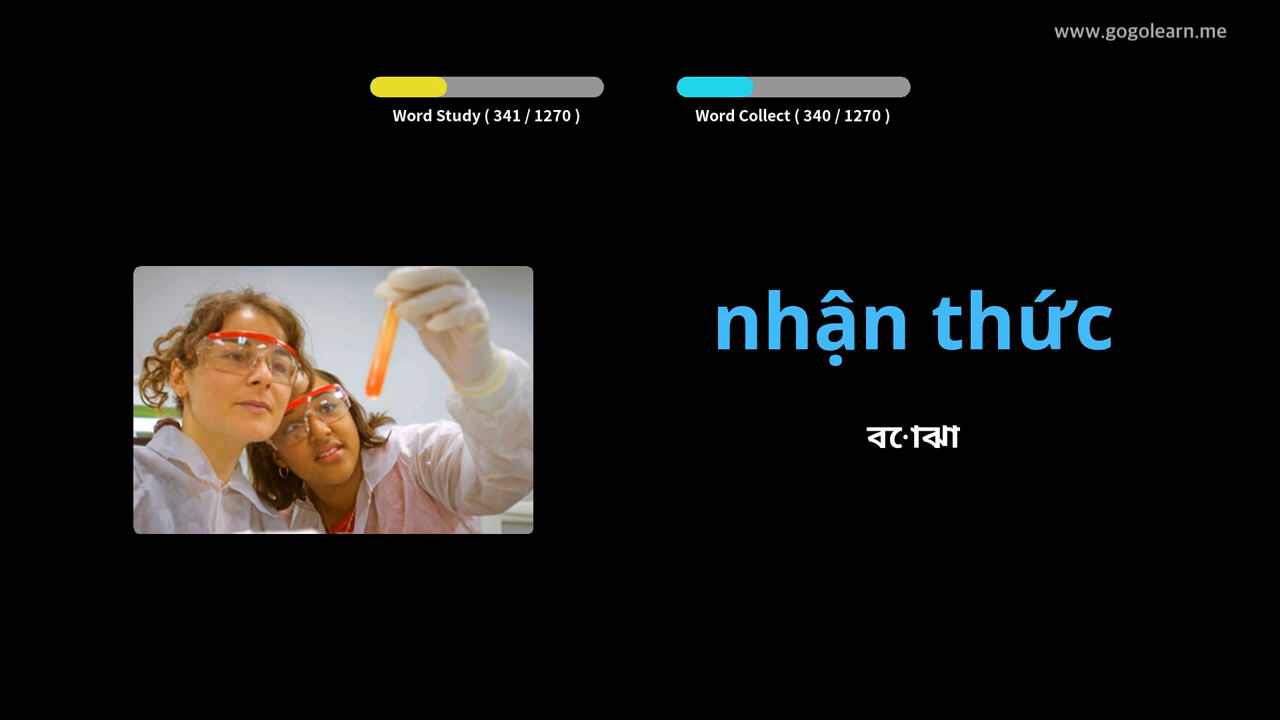 www.gogolearn.me
Word Study ( 341 / 1270 )
Word Collect ( 340 / 1270 )
nhận thức
বোঝা